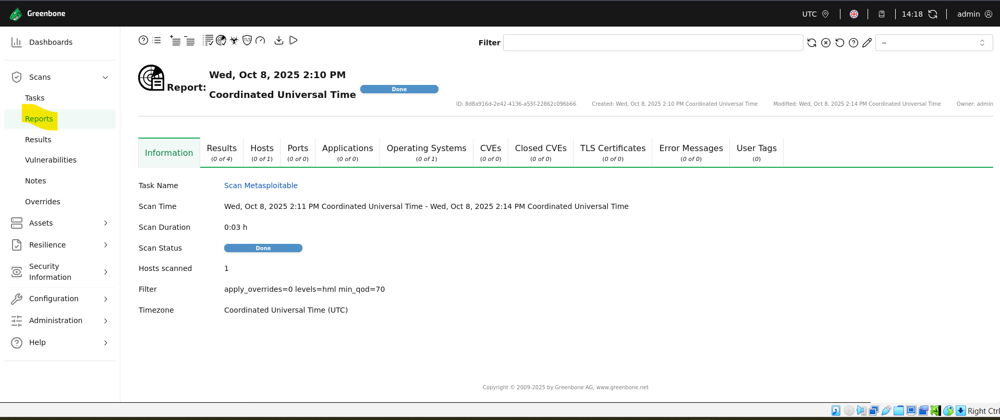 Greenbone
UTC
14:18
admin
Dashboards
Scans
Tasks
Reports
Results
Vulnerabilities
Notes
Overrides
Assets
Resilience
Security
Information
Configuration
Administration
Help
TLS
Filter
--
Report:
Wed, Oct 8, 2025 2:10 PM
Coordinated Universal Time
Done
ID: 8d8a916d-2e42-4136-a55f-22862c096b66 Created: Wed, Oct 8, 2025 2:10 PM Coordinated Universal Time Modified: Wed, Oct 8, 2025 2:14 PM Coordinated Universal Time Owner: admin
Information
Results
(0 of 4)
Hosts
(0 of 1)
Ports
(0 of 0)
Applications
(0 of 0)
Operating Systems
(0 of 1)
CVEs
(0 of 0)
Closed CVEs
(0 of 0)
TLS Certificates
(0 of 0)
Error Messages
(0 of 0)
User Tags
(0)
Task Name Scan Metasploitable
Scan Time Wed, Oct 8, 2025 2:11 PM Coordinated Universal Time - Wed, Oct 8, 2025 2:14 PM Coordinated Universal Time
Scan Duration 0:03 h
Scan Status Done
Hosts scanned 1
Filter apply_overrides=0 levels=hml min_qod=70
Timezone Coordinated Universal Time (UTC)
Copyright © 2009-2025 by Greenbone AG, www.greenbone.net
Right Ctrl